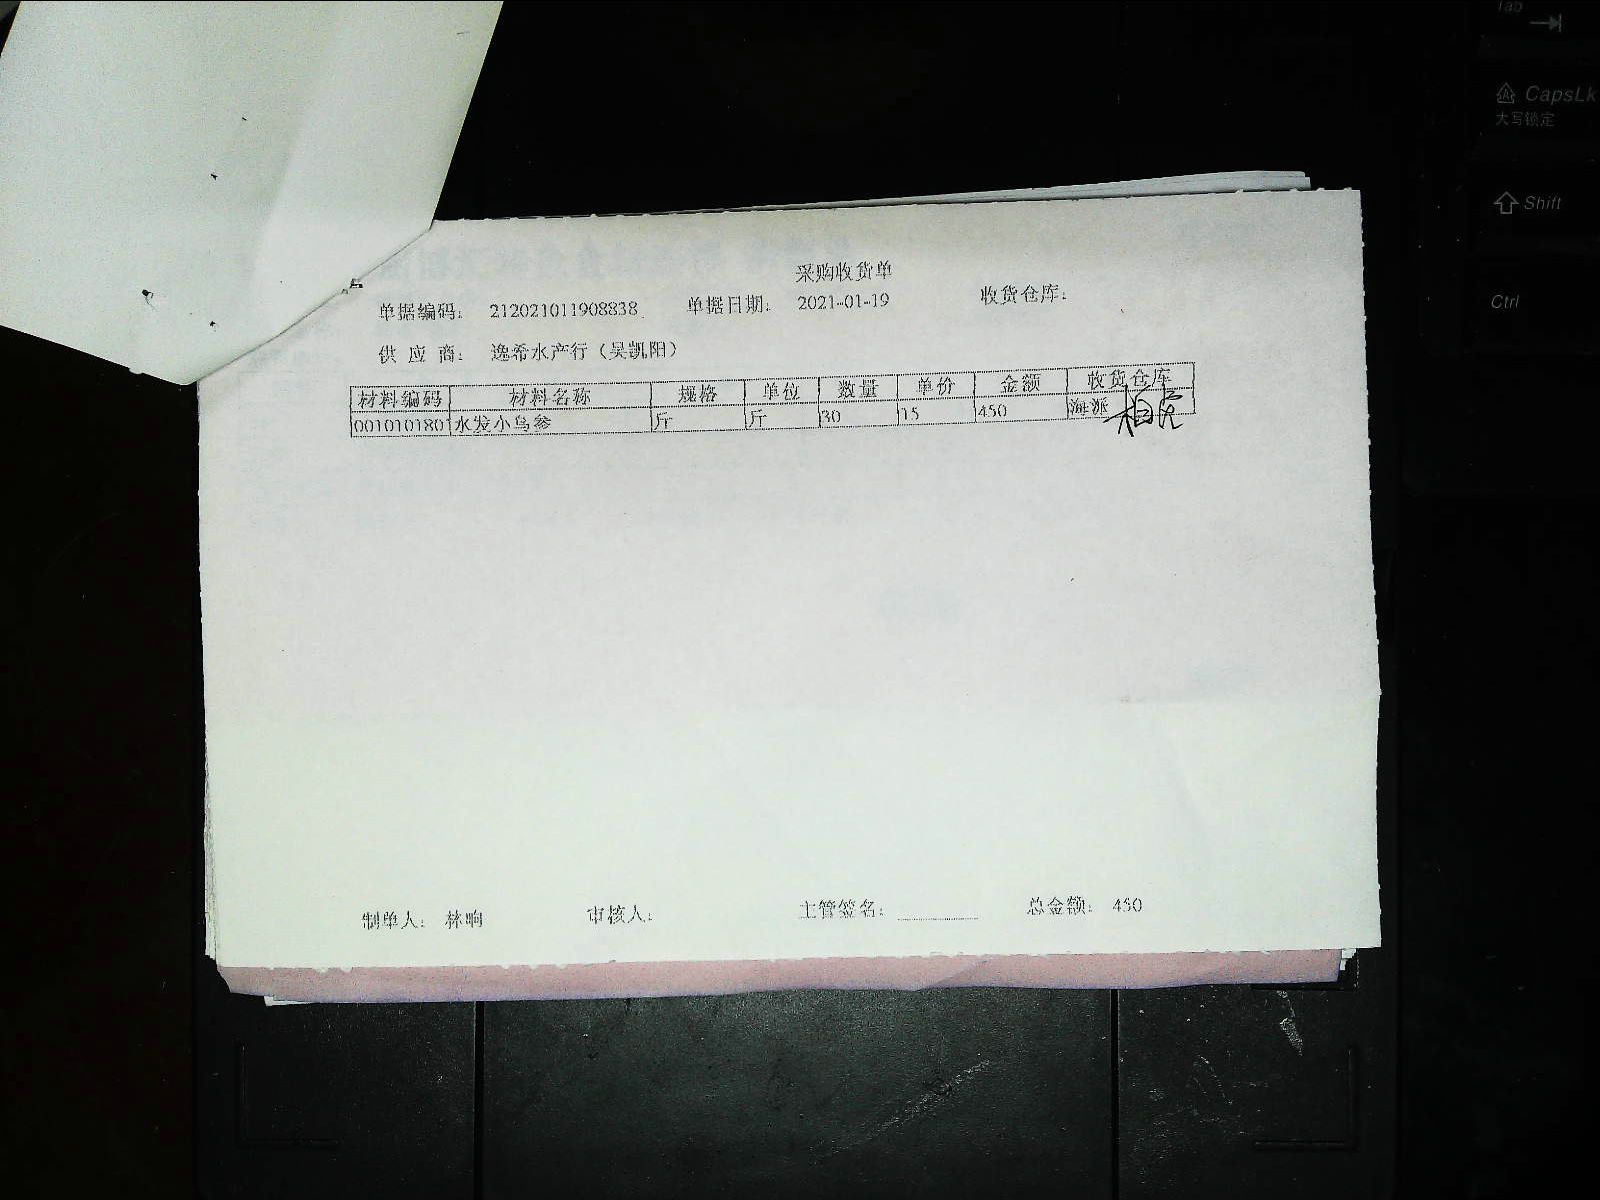 Tab
CapsLk
大写锁定
Shift
Ctrl
采购收货单
单据编码: 212021011908838 单据日期: 2021-01-19 收货仓库:
供 应 商: 逸希水产行（吴凯阳）
材料编码 材料名称 规格 单位 数量 单价 金额 收货仓库
001010180 水发小乌参 斤 斤 30 15 450 海派
制单人: 林昫 审核人: 主管签名: 总金额: 450